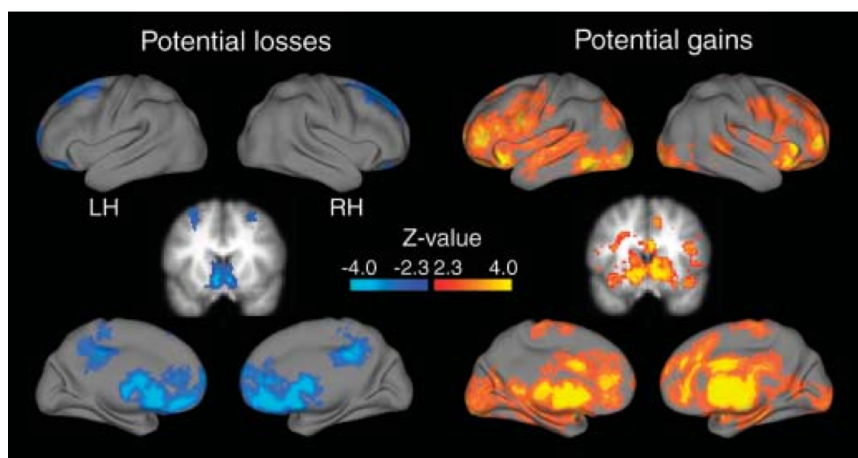 Potential losses
Potential gains
LH
RH
Z-value
-4.0 -2.3 2.3 4.0